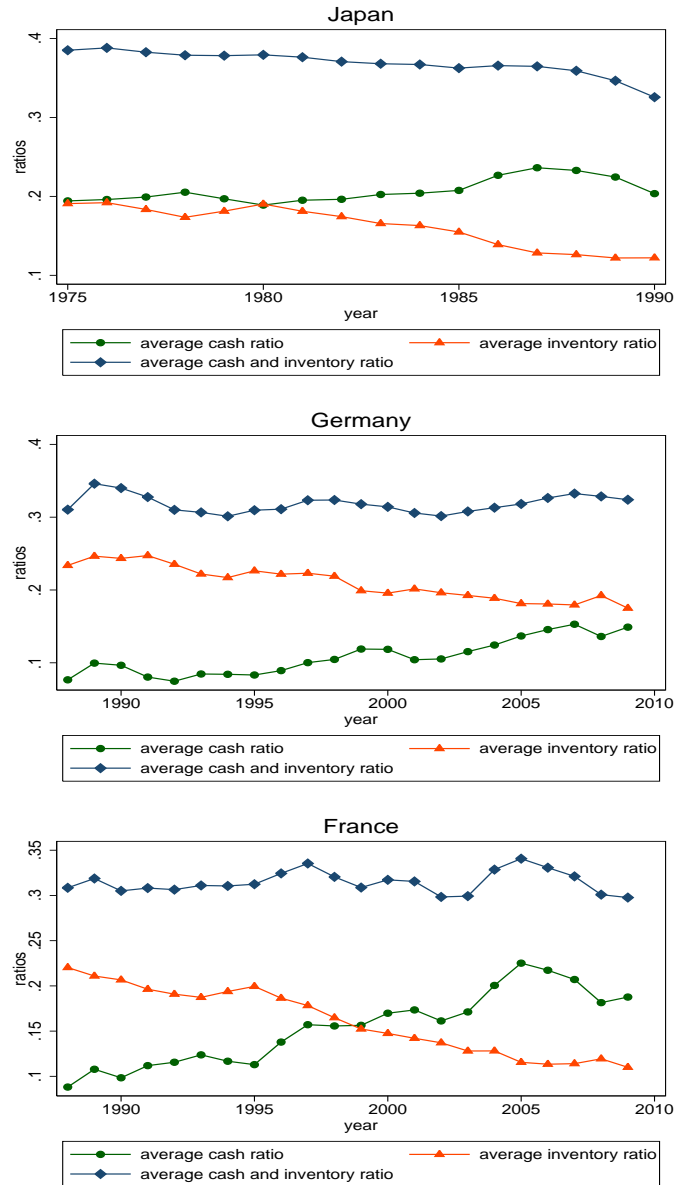 Japan
.4
.3
.2
.1
ratios
1975 1980 1985 1990
year
average cash ratio average inventory ratio
average cash and inventory ratio
Germany
.4
.3
.2
.1
ratios
1990 1995 2000 2005 2010
year
average cash ratio average inventory ratio
average cash and inventory ratio
France
.35
.3
.25
.2
.15
.1
ratios
1990 1995 2000 2005 2010
year
average cash ratio average inventory ratio
average cash and inventory ratio